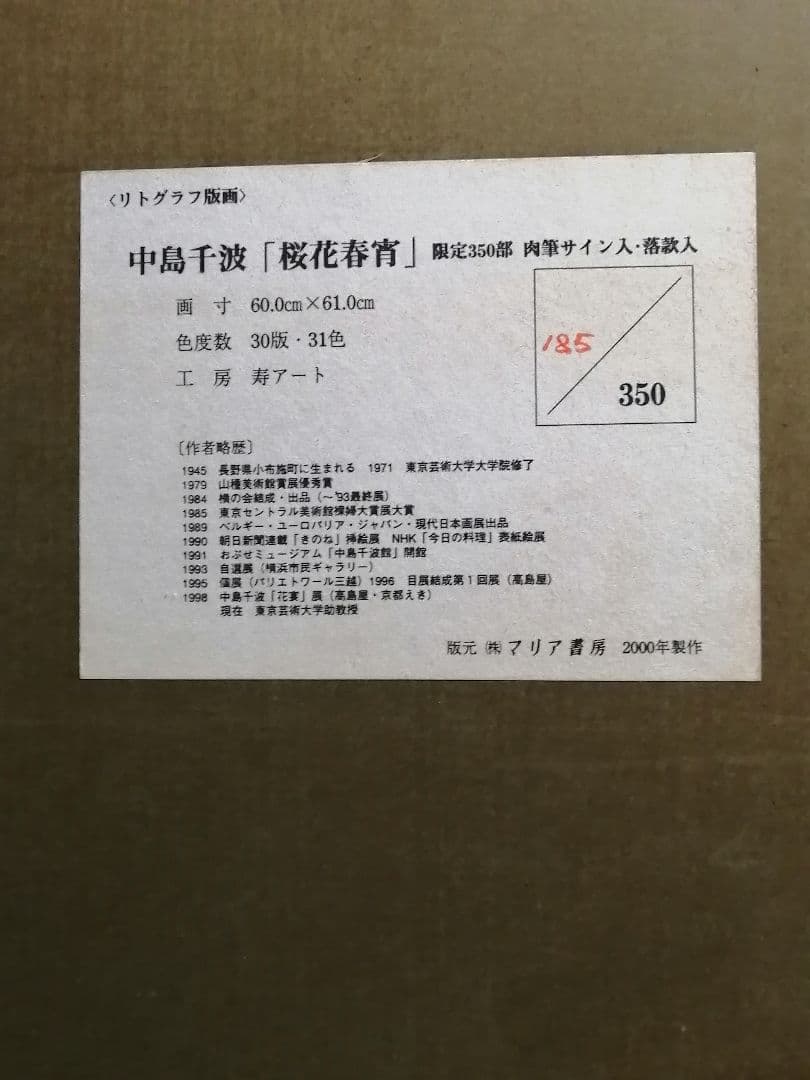 〈リトグラフ版画〉
中島千波「桜花春宵」限定350部 肉筆サイン入・落款入
画　寸　60.0㎝×61.0㎝
色度数　30版・31色
工　房　寿アート
185
350
〔作者略歴〕
1945　長野県小布施町に生まれる　1971　東京芸術大学大学院修了
1979　山種美術館賞展優秀賞
1984　横の会結成・出品（〜'93最終展）
1985　東京セントラル美術館裸婦大賞展大賞
1989　ベルギー・ユーロパリア・ジャパン・現代日本画展出品
1990　朝日新聞連載「きのね」挿絵展　NHK「今日の料理」表紙絵展
1991　おぶせミュージアム「中島千波館」開館
1993　自選展（横浜市民ギャラリー）
1995　個展（パリエトワール三越）1996　目展結成第１回展（高島屋）
1998　中島千波「花宴」展（高島屋・京都えき）
現在　東京芸術大学助教授
版元 ㈱ マリア書房　2000年製作